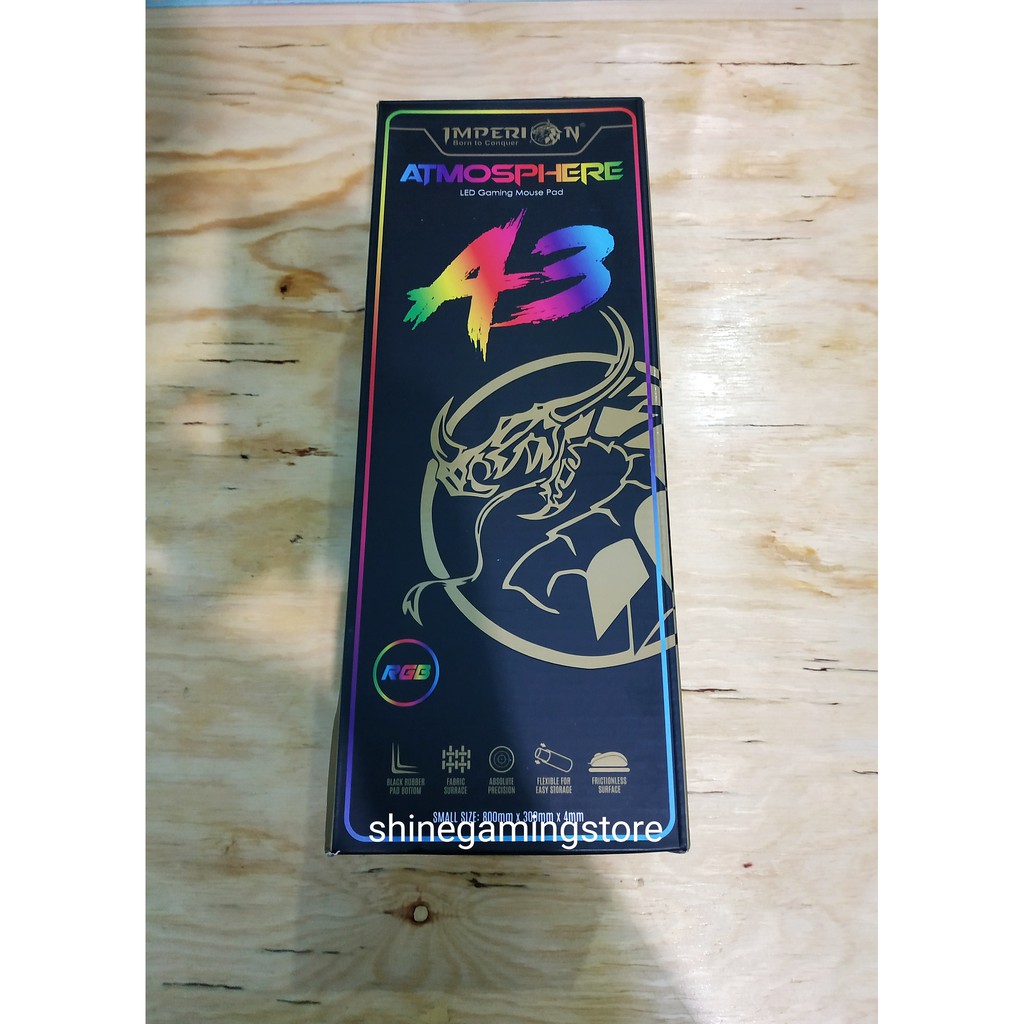 IMPERION®
Born to Conquer
ATMOSPHERE
LED Gaming Mouse Pad
A3
RGB
BLACK RUBBER PAD BOTTOM
FABRIC SURRACE
ABSOLUTE PRECISION
FLEXIBLE FOR EASY STORAGE
FRICTIONLESS SURFACE
SMALL SIZE: 800mm x 300mm x 4mm
shinegamingstore